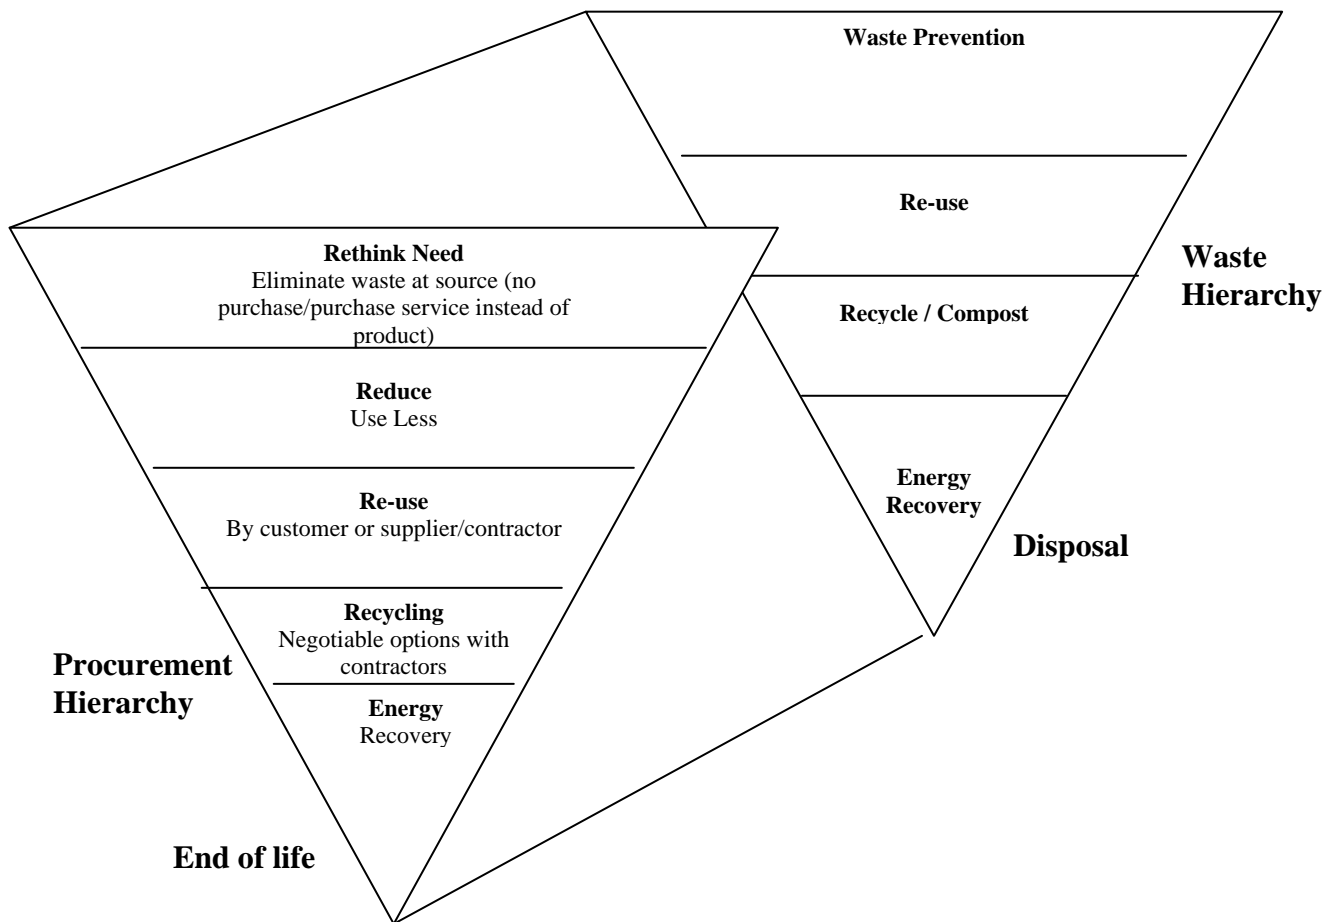 Waste Prevention
Re-use
Waste
Hierarchy
Recycle / Compost
Energy
Recovery
Disposal
Rethink Need
Eliminate waste at source (no
purchase/purchase service instead of
product)
Reduce
Use Less
Re-use
By customer or supplier/contractor
Recycling
Negotiable options with
contractors
Procurement
Hierarchy
Energy
Recovery
End of life